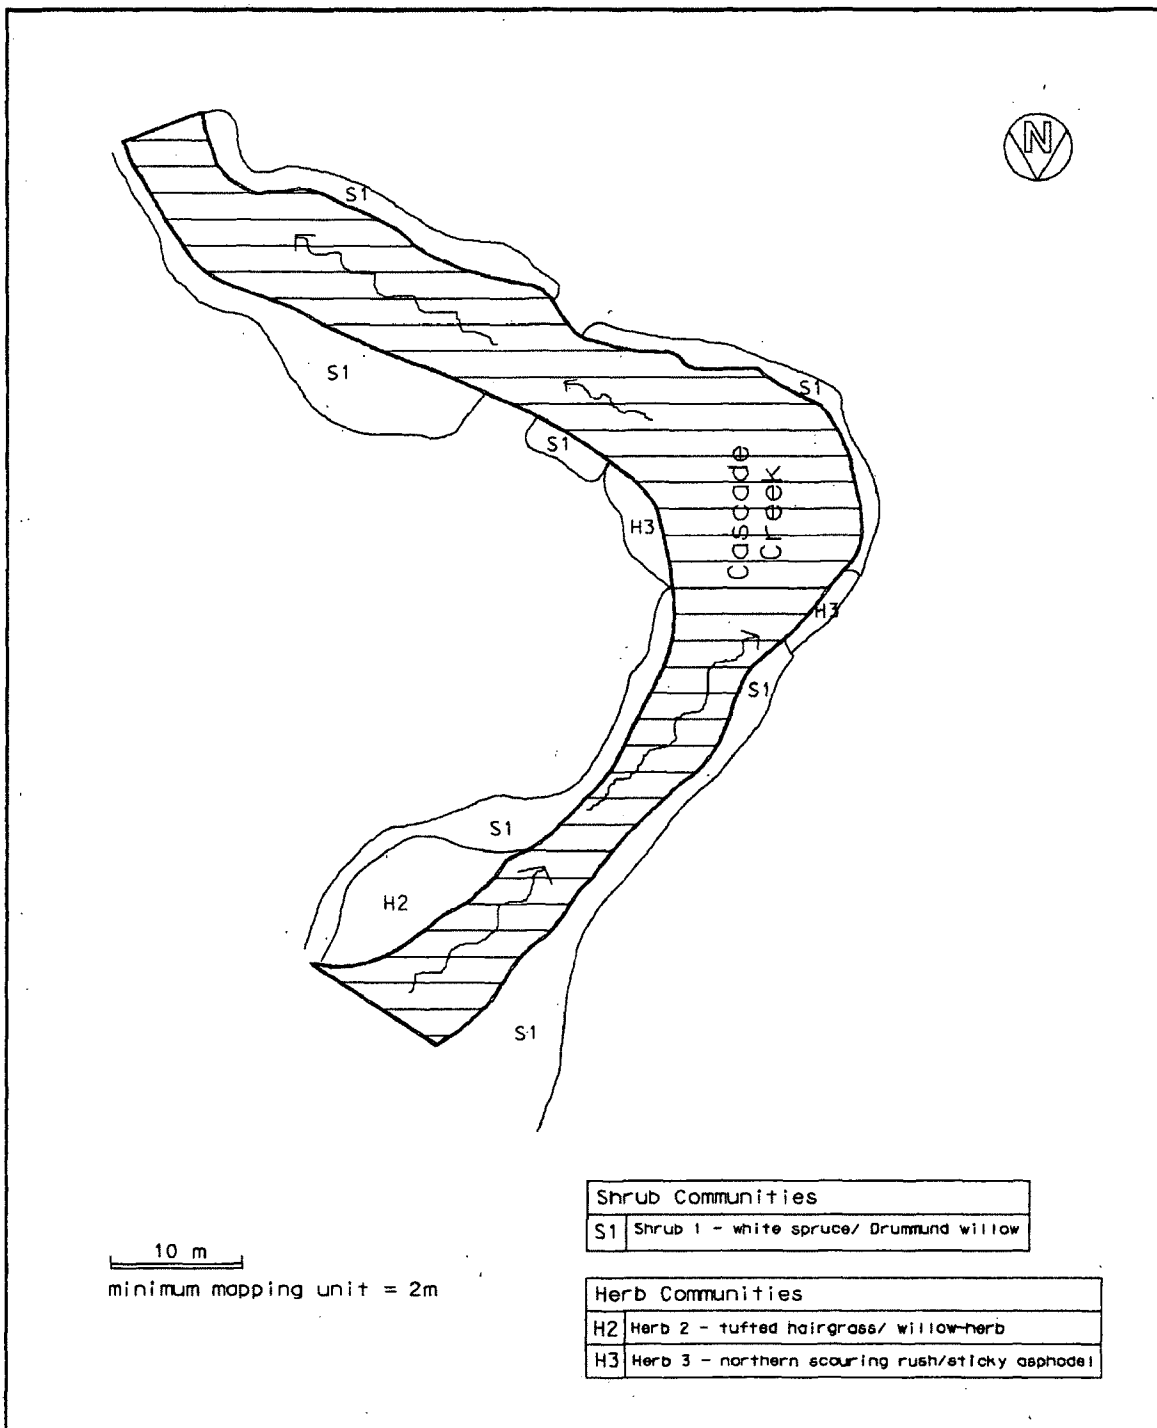 N
S1
S1
S1
S1
H3
Cascade
Creek
H3
S1
S1
H2
S1
10 m
minimum mapping unit = 2m
Shrub Communities
S1 Shrub 1 - white spruce/ Drummund willow
Herb Communities
H2 Herb 2 - tufted hairgrass/ willow-herb
H3 Herb 3 - northern scouring rush/sticky asphodel